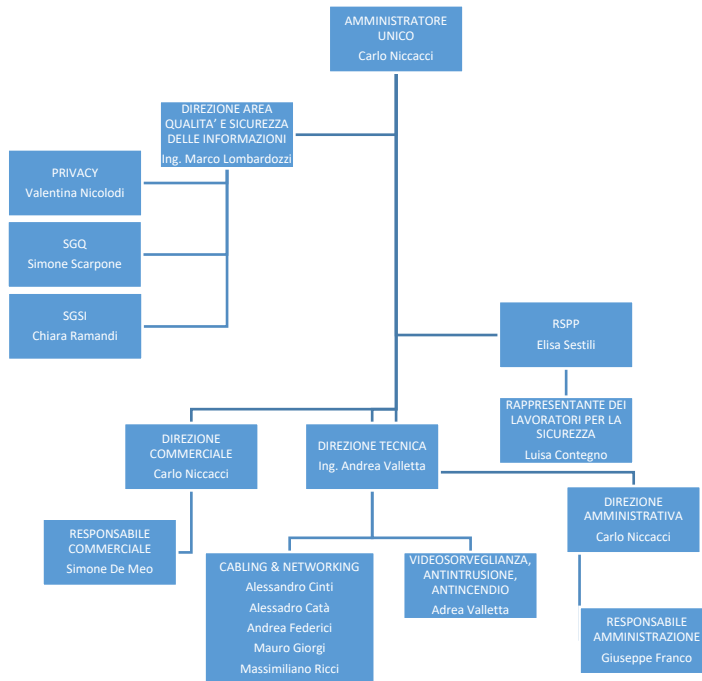 AMMINISTRATORE
UNICO
Carlo Niccacci
DIREZIONE AREA
QUALITA' E SICUREZZA
DELLE INFORMAZIONI
Ing. Marco Lombardozzi
PRIVACY
Valentina Nicolodi
SGQ
Simone Scarpone
SGSI
Chiara Ramandi
RSPP
Elisa Sestili
RAPPRESENTANTE DEI
LAVORATORI PER LA
SICUREZZA
Luisa Contegno
DIREZIONE
COMMERCIALE
Carlo Niccacci
DIREZIONE TECNICA
Ing. Andrea Valletta
DIREZIONE
AMMINISTRATIVA
Carlo Niccacci
RESPONSABILE
COMMERCIALE
Simone De Meo
CABLING & NETWORKING
Alessandro Cinti
Alessadro Catà
Andrea Federici
Mauro Giorgi
Massimiliano Ricci
VIDEOSORVEGLIANZA,
ANTINTRUSIONE,
ANTINCENDIO
Adrea Valletta
RESPONSABILE
AMMINISTRAZIONE
Giuseppe Franco